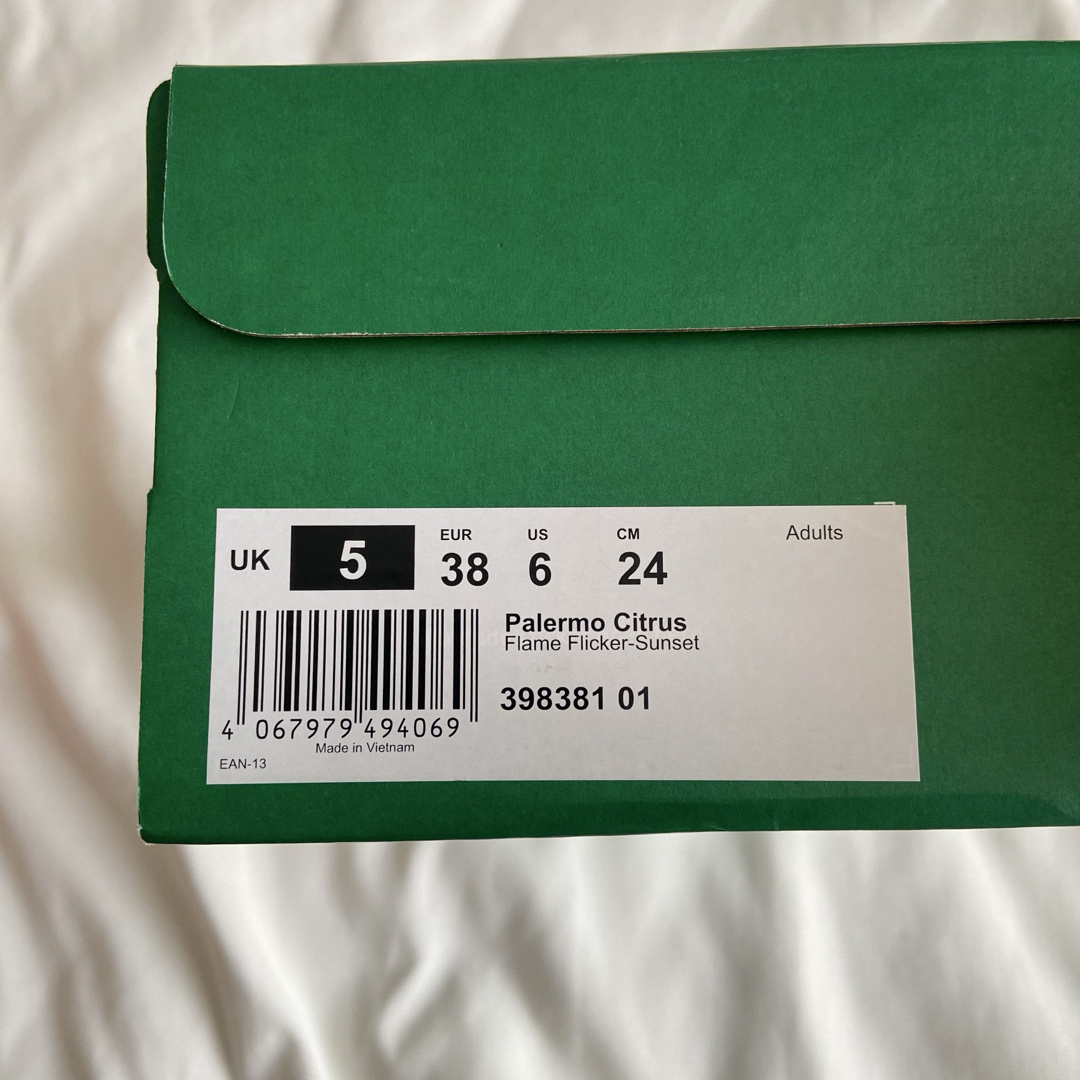 EUR US CM Adults
UK 5 38 6 24
Palermo Citrus
Flame Flicker-Sunset
398381 01
4 067979 494069
Made in Vietnam
EAN-13